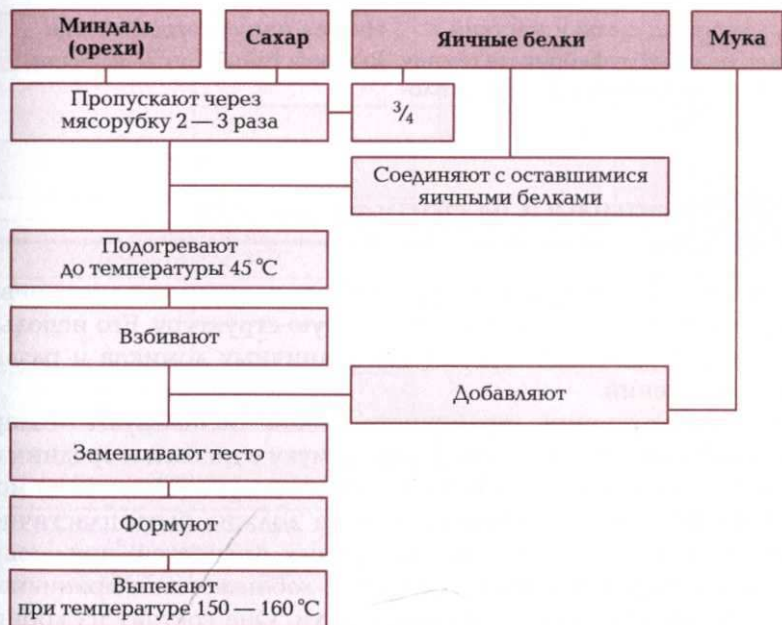 Миндаль
(орехи)
Сахар
Яичные белки
Мука
Пропускают через
мясорубку 2 — 3 раза
3/4
Соединяют с оставшимися
яичными белками
Подогревают
до температуры 45 °С
Взбивают
Добавляют
Замешивают тесто
Формуют
Выпекают
при температуре 150 — 160 °С